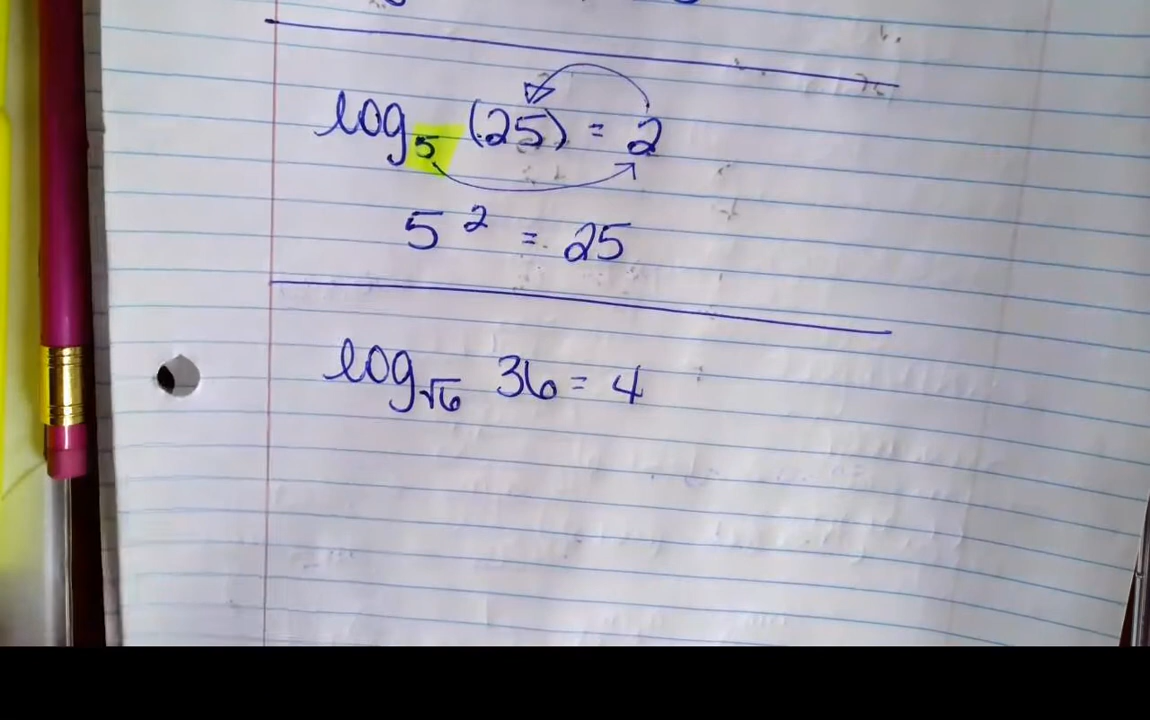 log₅ (25) = 2
5² = 25
log√6 36 = 4